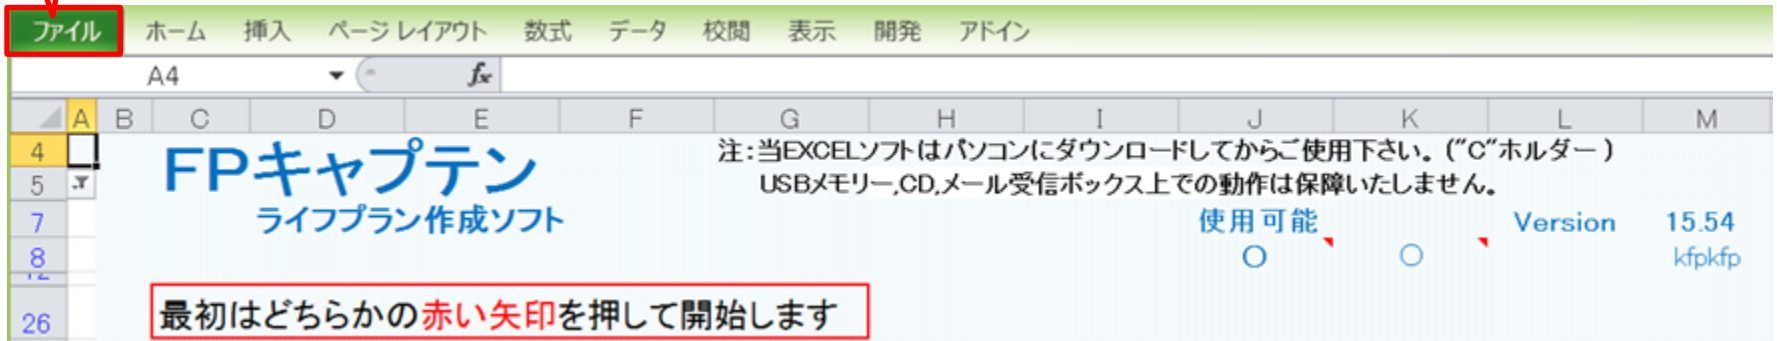 ファイル ホーム 挿入 ページ レイアウト 数式 データ 校閲 表示 開発 アドイン
A4 fx
A B C D E F G H I J K L M
4 FPキャプテン 注:当EXCELソフトはパソコンにダウンロードしてからご使用下さい。("C"ホルダー )
5 USBメモリー,CD,メール受信ボックス上での動作は保障いたしません。
7 ライフプラン作成ソフト 使用可能 Version 15.54
8 ○ ○ kfpkfp
12
26 最初はどちらかの赤い矢印を押して開始します